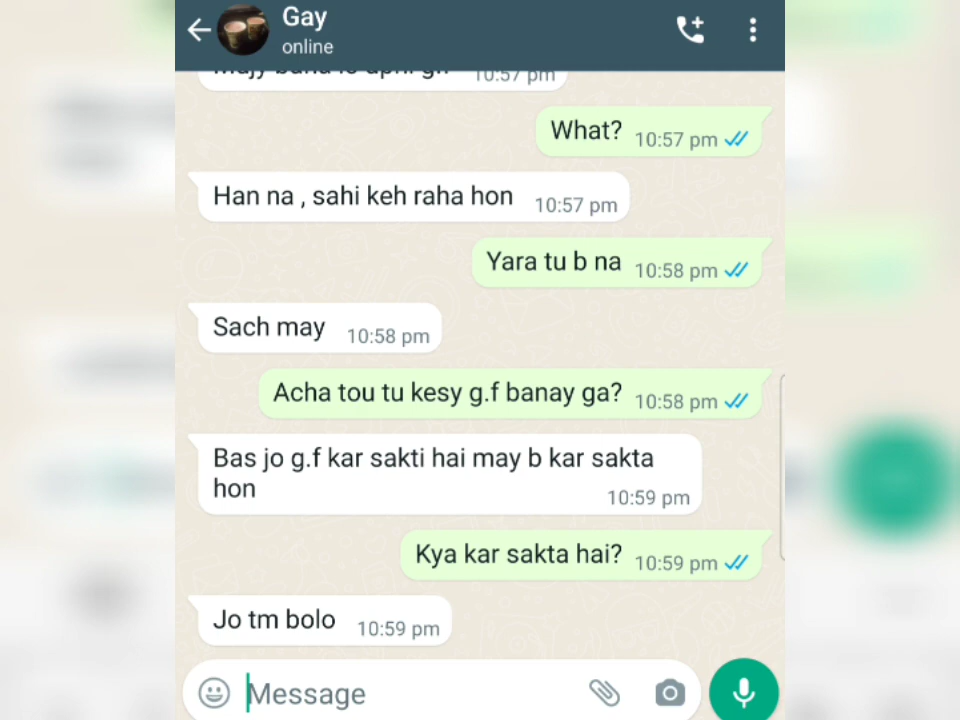 Gay
online
10:57 pm
What? 10:57 pm
Han na , sahi keh raha hon 10:57 pm
Yara tu b na 10:58 pm
Sach may 10:58 pm
Acha tou tu kesy g.f banay ga? 10:58 pm
Bas jo g.f kar sakti hai may b kar sakta
hon 10:59 pm
Kya kar sakta hai? 10:59 pm
Jo tm bolo 10:59 pm
Message